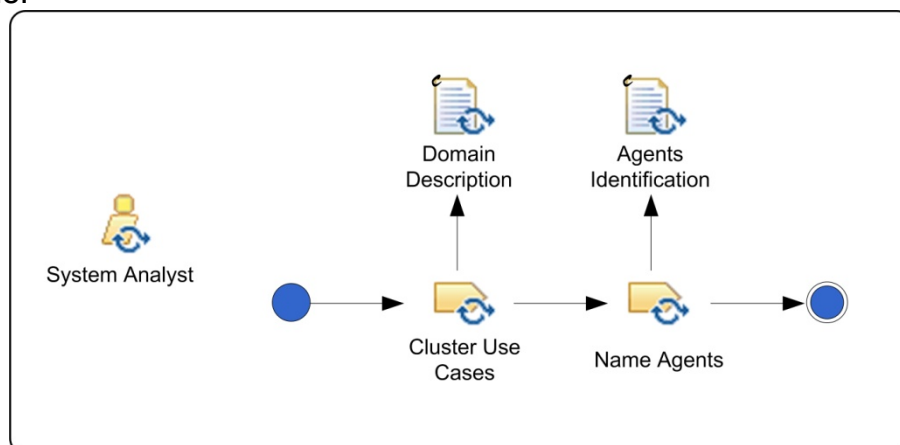 Domain
Description
Agents
Identification
System Analyst
Cluster Use
Cases
Name Agents